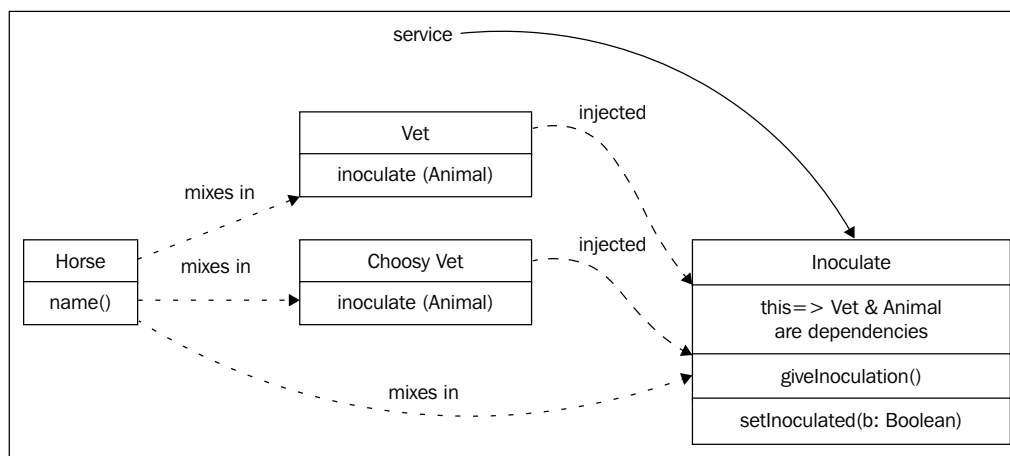 service
injected
Vet
inoculate (Animal)
mixes in
injected
Horse
name()
mixes in
Choosy Vet
inoculate (Animal)
Inoculate
this=> Vet & Animal
are dependencies
giveInoculation()
setInoculated(b: Boolean)
mixes in